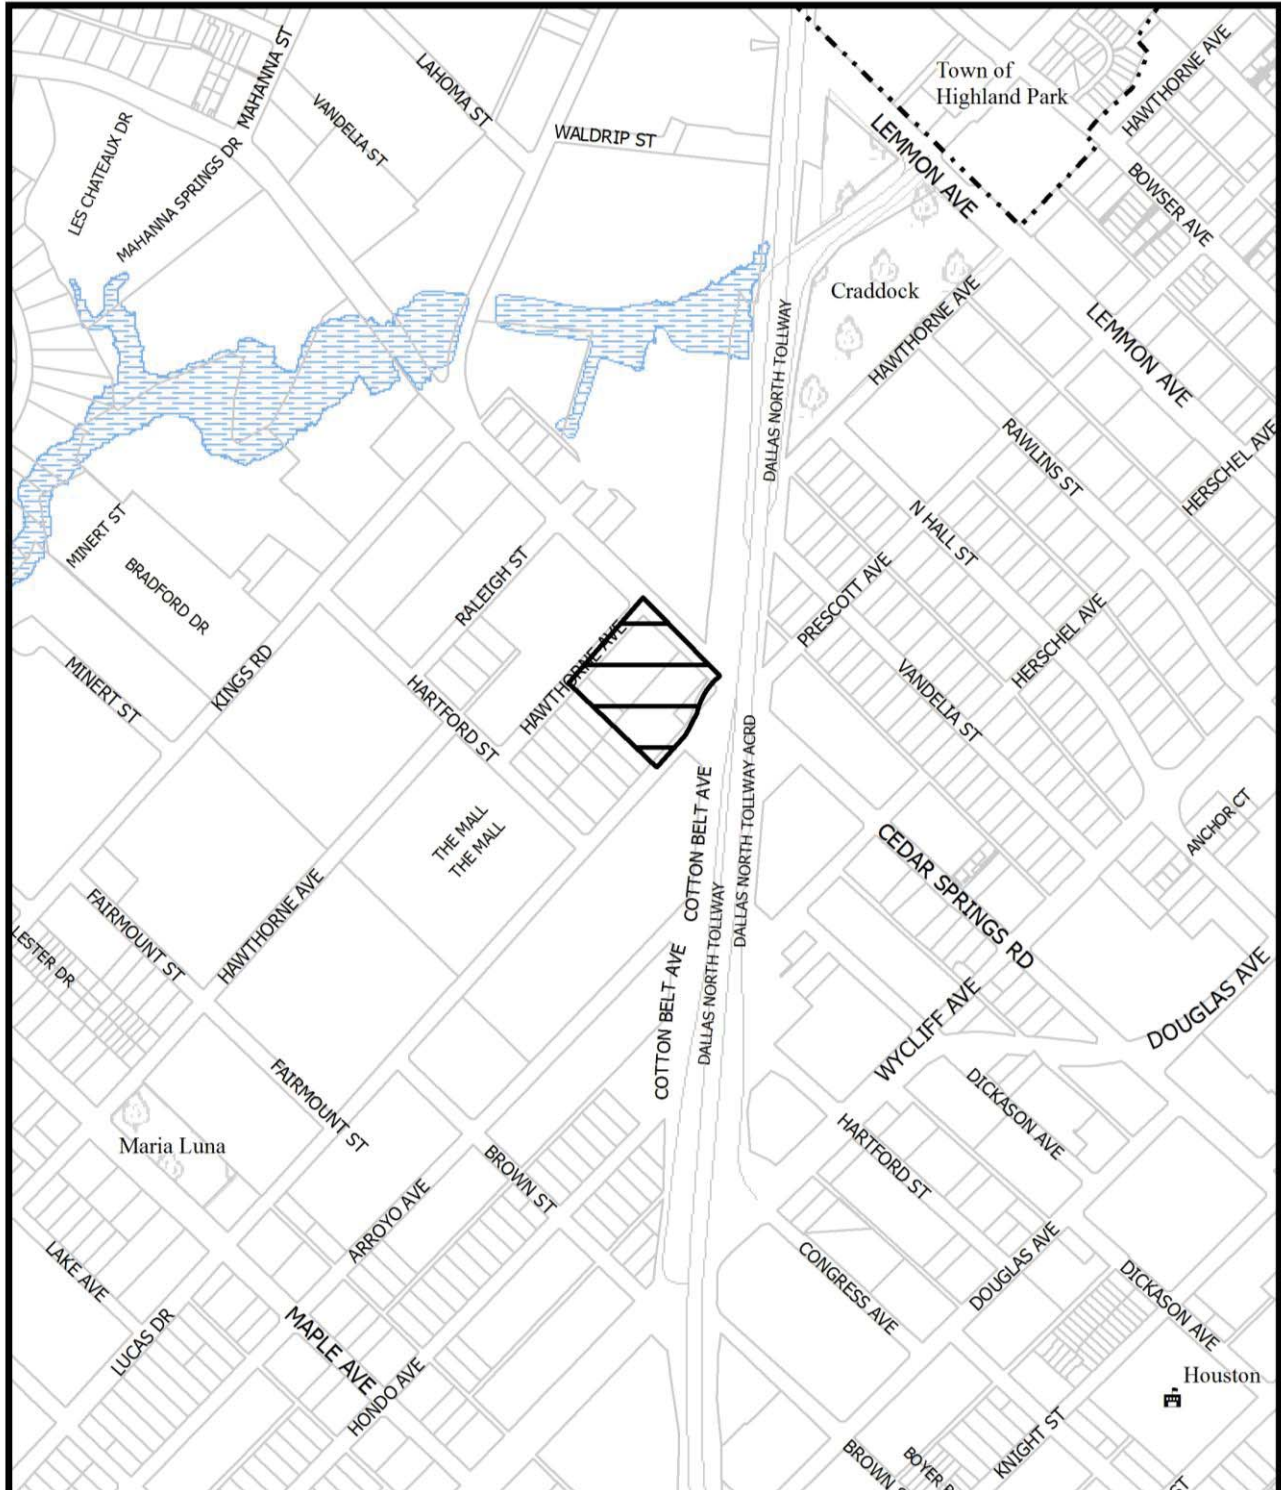 MAHANNA ST
LAHOMA ST
Town of
Highland Park
HAWTHORNE AVE
LES CHATEAUX DR
VANDELIA ST
WALDRIP ST
LEMMON AVE
MAHANNA SPRINGS DR
BOWSER AVE
Craddock
HAWTHORNE AVE
LEMMON AVE
DALLAS NORTH TOLLWAY
RAWLINS ST
HERSCHEL AVE
MINERT ST
N HALL ST
BRADFORD DR
RALEIGH ST
PRESCOTT AVE
HERSCHEL AVE
MINERT ST
KINGS RD
HARTFORD ST
HAWTHORNE AVE
VANDELIA ST
THE MALL
THE MALL
COTTON BELT AVE
DALLAS NORTH TOLLWAY ACRD
ANCHOR CT
CEDAR SPRINGS RD
FAIRMOUNT ST
HAWTHORNE AVE
LESTER DR
COTTON BELT AVE
DALLAS NORTH TOLLWAY
WYCLIFF AVE
DOUGLAS AVE
FAIRMOUNT ST
DICKASON AVE
Maria Luna
BROWN ST
HARTFORD ST
ARROYO AVE
LAKE AVE
CONGRESS AVE
DOUGLAS AVE
DICKASON AVE
LUCAS DR
MAPLE AVE
HONDO AVE
Houston
KNIGHT ST
BROWN
BOYER
ST